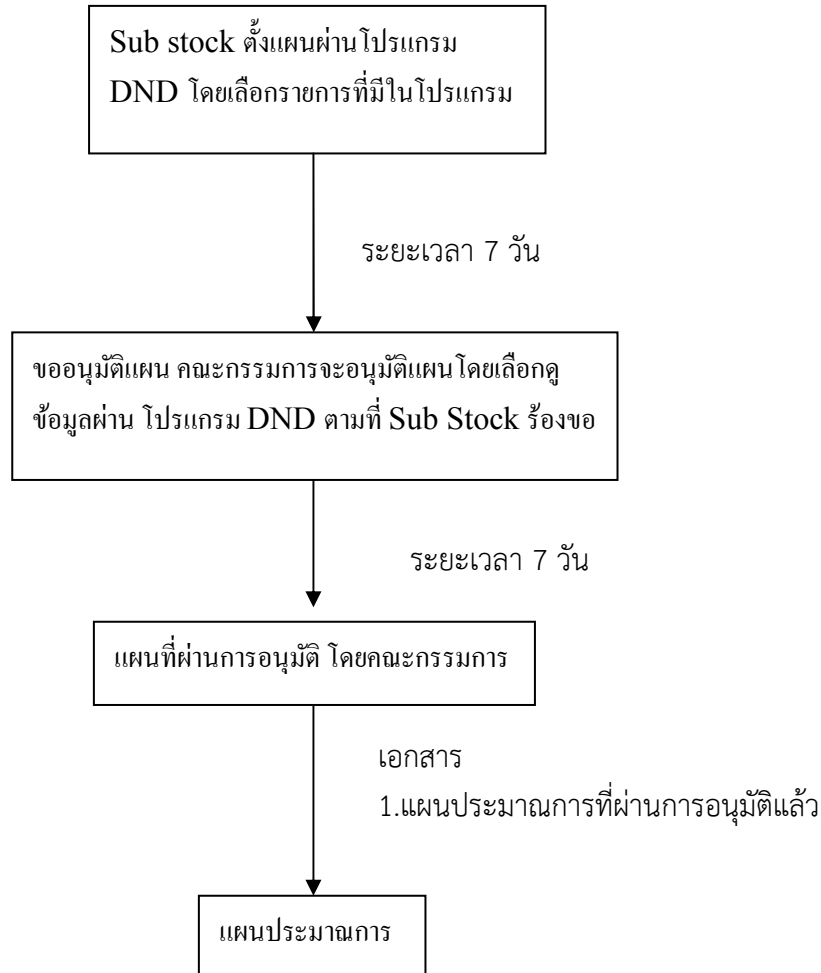 Sub stock ตั้งแผนผ่านโปรแกรม
DND โดยเลือกรายการที่มีในโปรแกรม
ระยะเวลา 7 วัน
ขออนุมัติแผน คณะกรรมการจะอนุมัติแผนโดยเลือกดู
ข้อมูลผ่าน โปรแกรม DND ตามที่ Sub Stock ร้องขอ
ระยะเวลา 7 วัน
แผนที่ผ่านการอนุมัติ โดยคณะกรรมการ
เอกสาร
1.แผนประมาณการที่ผ่านการอนุมัติแล้ว
แผนประมาณการ